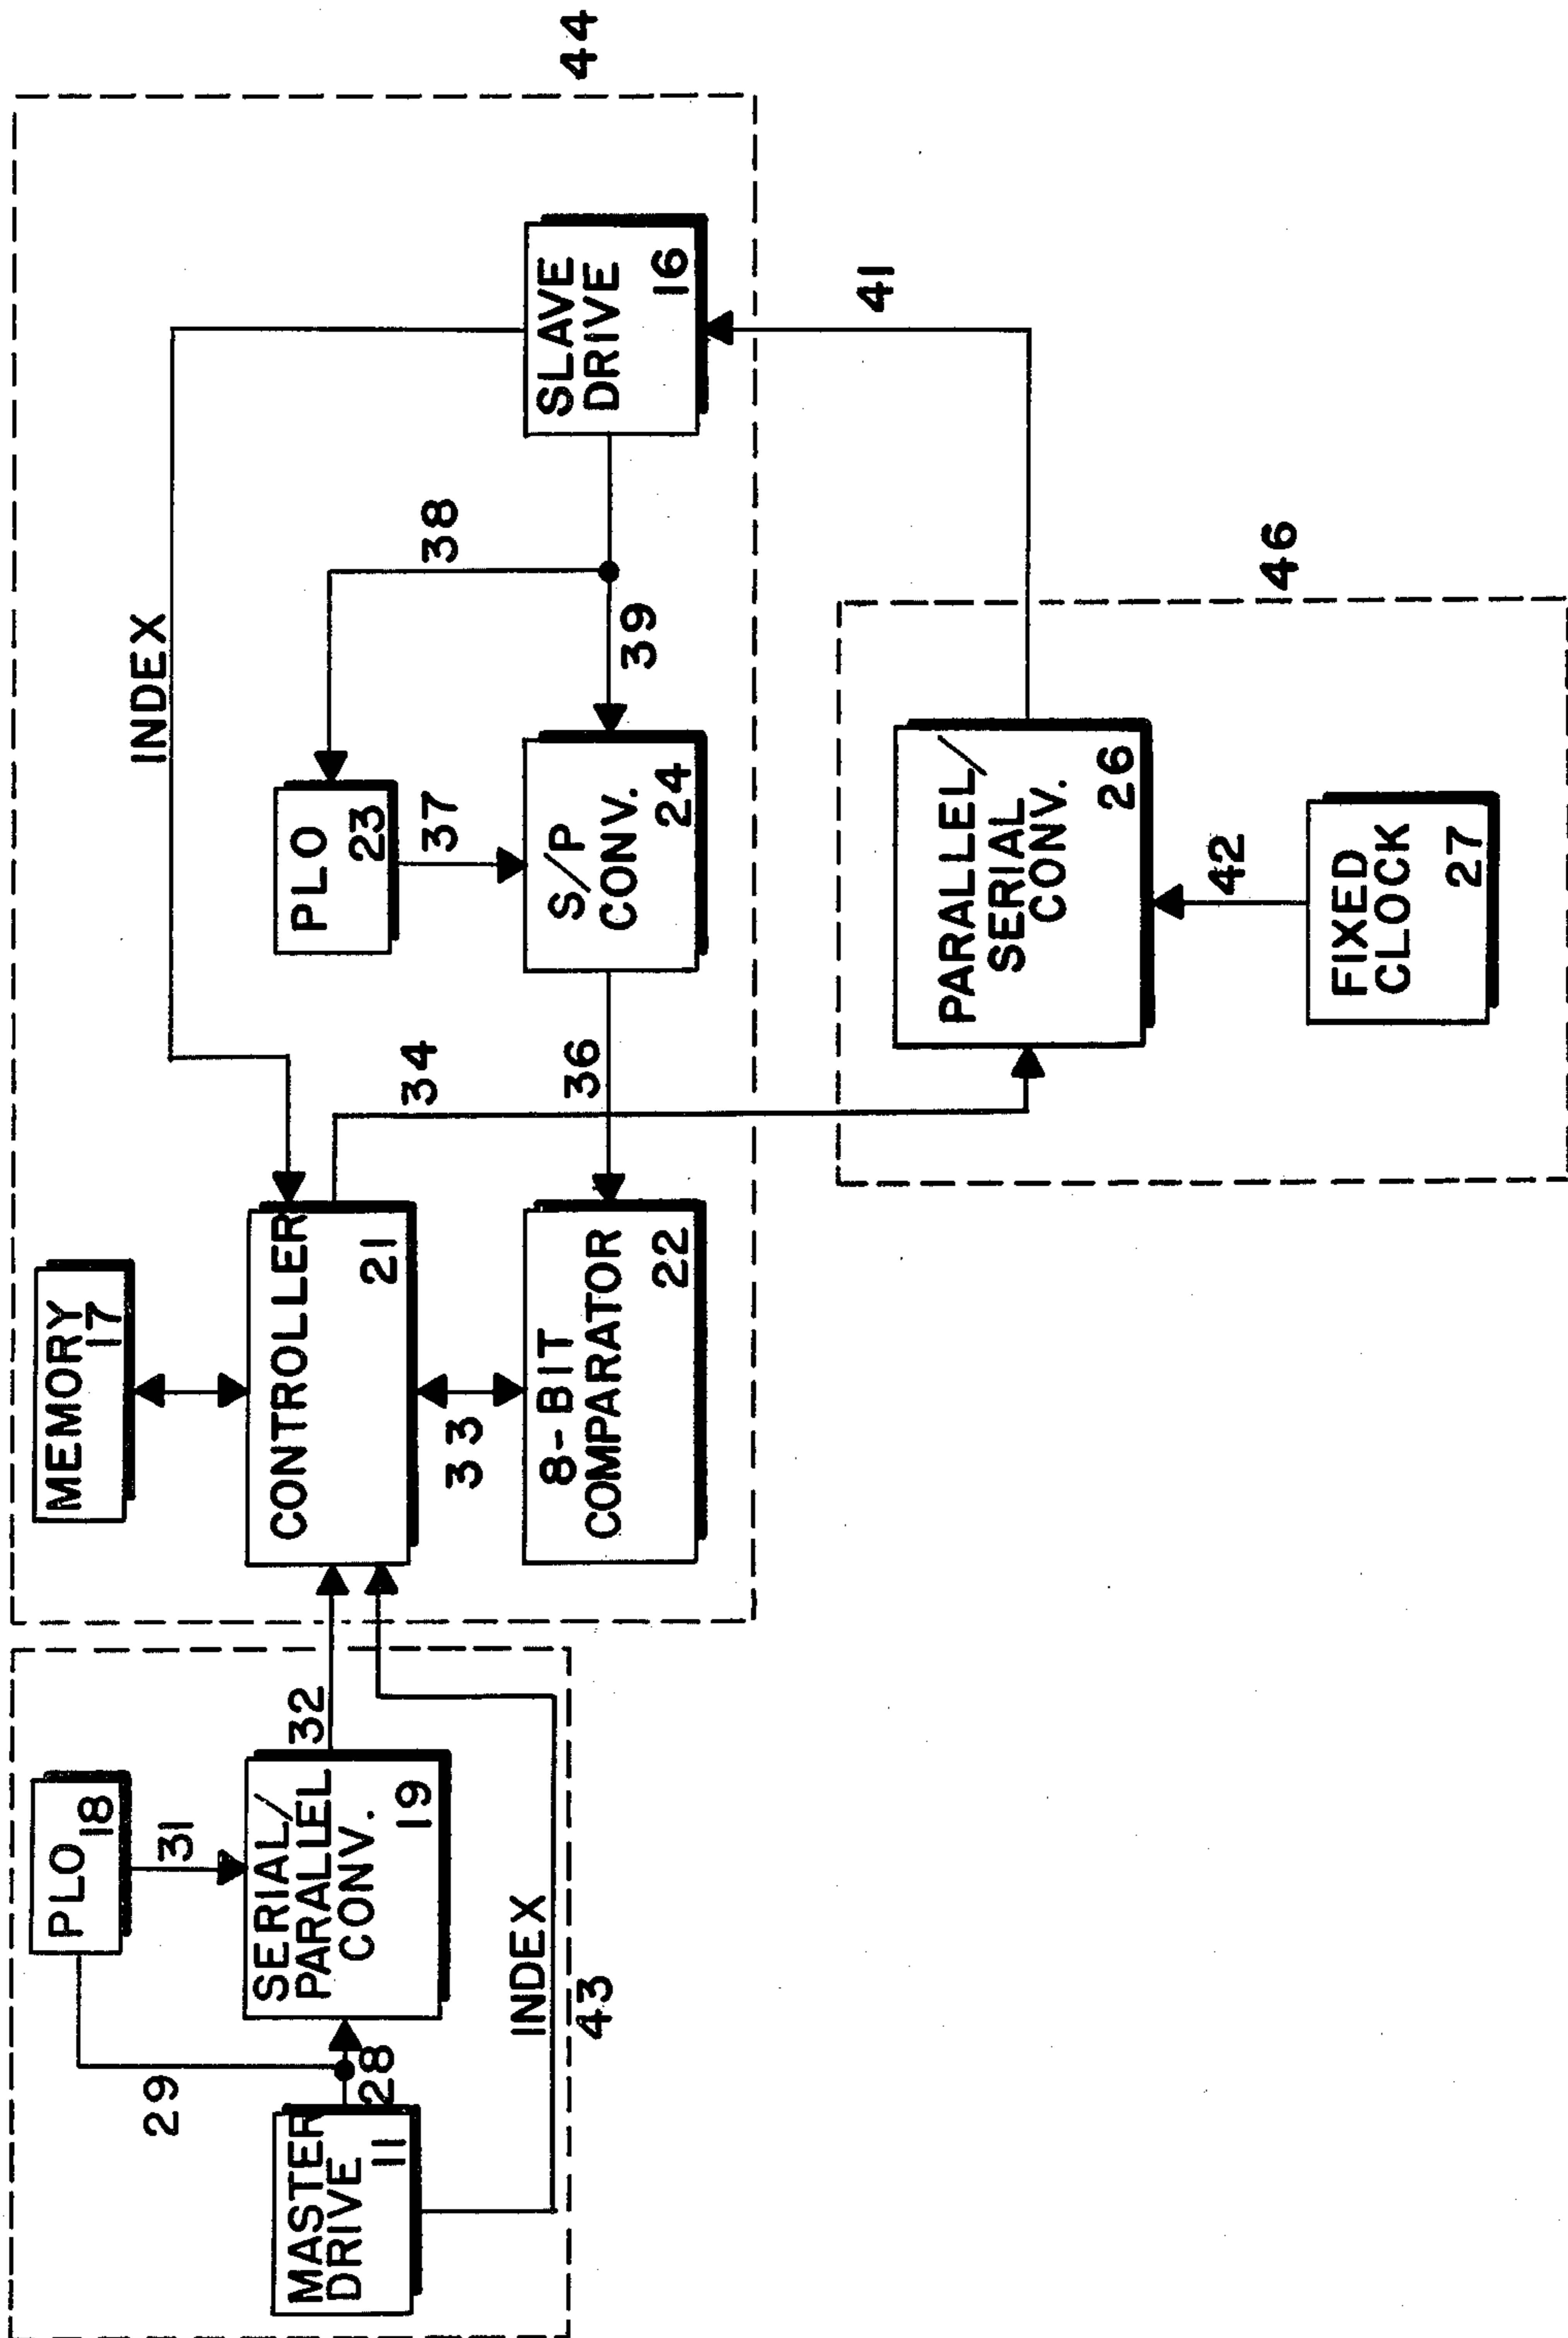 MASTER
DRIVE
11
28
29
PLO
18
31
SERIAL/
PARALLEL
CONV.
19
32
INDEX
43
MEMORY
17
CONTROLLER
21
33
8-BIT
COMPARATOR
22
34
36
INDEX
PLO
23
37
S/P
CONV.
24
38
39
SLAVE
DRIVE
16
44
41
PARALLEL/
SERIAL
CONV.
26
42
FIXED
CLOCK
27
46